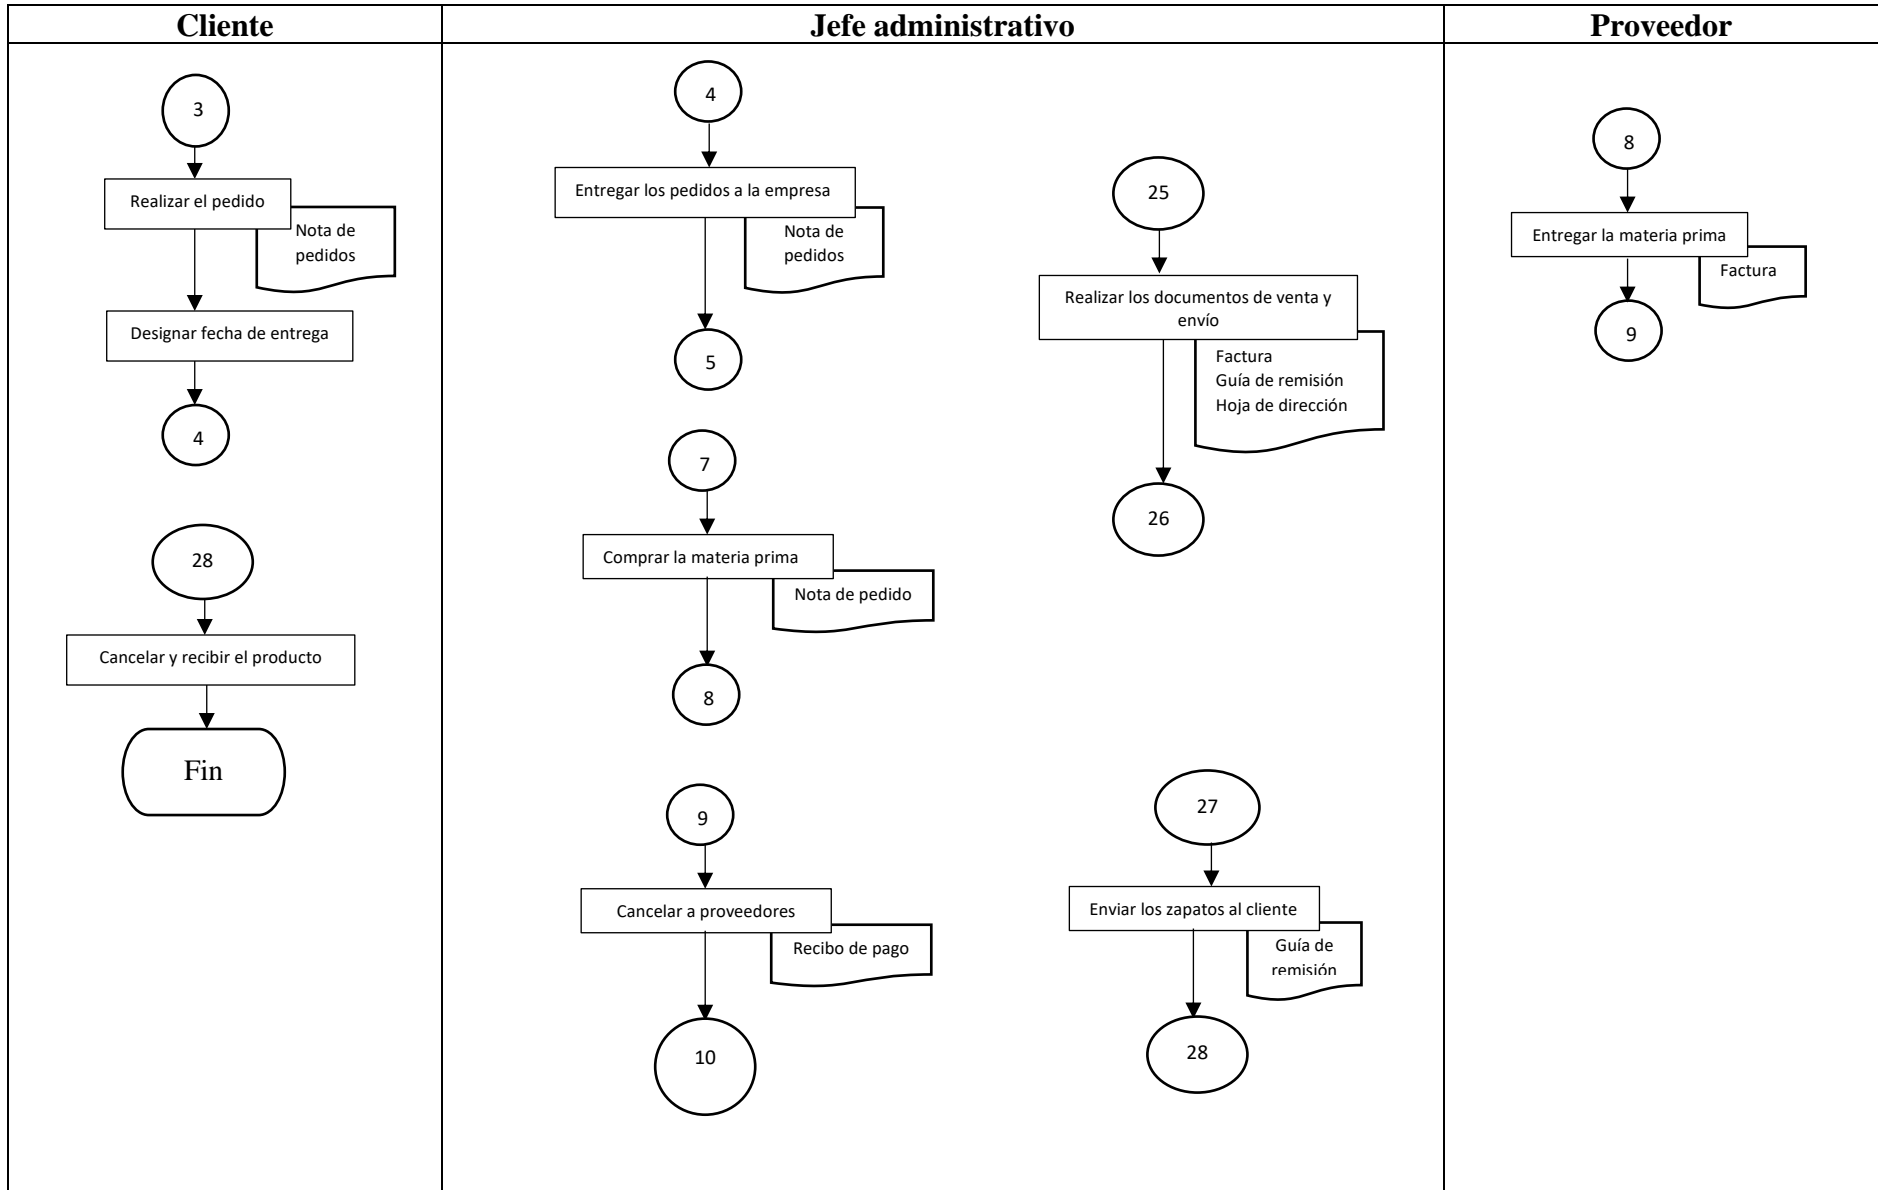 Cliente
Jefe administrativo
Proveedor
3
Realizar el pedido
Nota de
pedidos
Designar fecha de entrega
4
28
Cancelar y recibir el producto
Fin
4
Entregar los pedidos a la empresa
Nota de
pedidos
5
7
Comprar la materia prima
Nota de pedido
8
9
Cancelar a proveedores
Recibo de pago
10
25
Realizar los documentos de venta y
envío
Factura
Guía de remisión
Hoja de dirección
26
27
Enviar los zapatos al cliente
Guía de
remisión
28
8
Entregar la materia prima
Factura
9